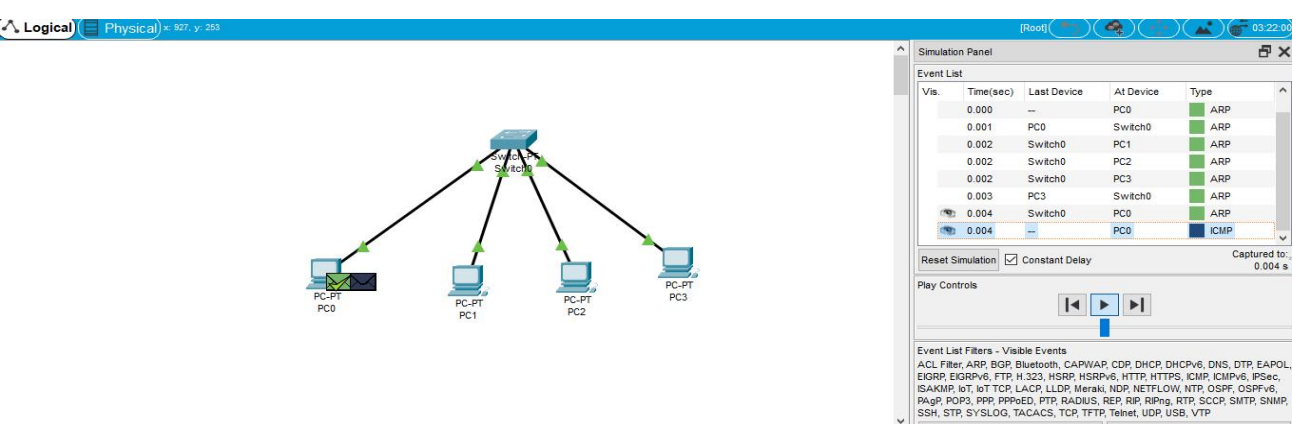 Logical Physical x: 927, y: 253 [Root] 03:22:00
Simulation Panel
Event List
Vis. Time(sec) Last Device At Device Type
0.000 -- PC0 ARP
0.001 PC0 Switch0 ARP
0.002 Switch0 PC1 ARP
0.002 Switch0 PC2 ARP
0.002 Switch0 PC3 ARP
0.003 PC3 Switch0 ARP
0.004 Switch0 PC0 ARP
0.004 -- PC0 ICMP
Reset Simulation Constant Delay Captured to:
0.004 s
Play Controls
Event List Filters - Visible Events
ACL Filter, ARP, BGP, Bluetooth, CAPWAP, CDP, DHCP, DHCPv6, DNS, DTP, EAPOL,
EIGRP, EIGRPv6, FTP, H.323, HSRP, HSRPv6, HTTP, HTTPS, ICMP, ICMPv6, IPSec,
ISAKMP, IoT, IoT TCP, LACP, LLDP, Meraki, NDP, NETFLOW, NTP, OSPF, OSPFv6,
PAgP, POP3, PPP, PPPoED, PTP, RADIUS, REP, RIP, RIPng, RTP, SCCP, SMTP, SNMP,
SSH, STP, SYSLOG, TACACS, TCP, TFTP, Telnet, UDP, USB, VTP
Switch-PT
Switch0
PC-PT
PC0
PC-PT
PC1
PC-PT
PC2
PC-PT
PC3